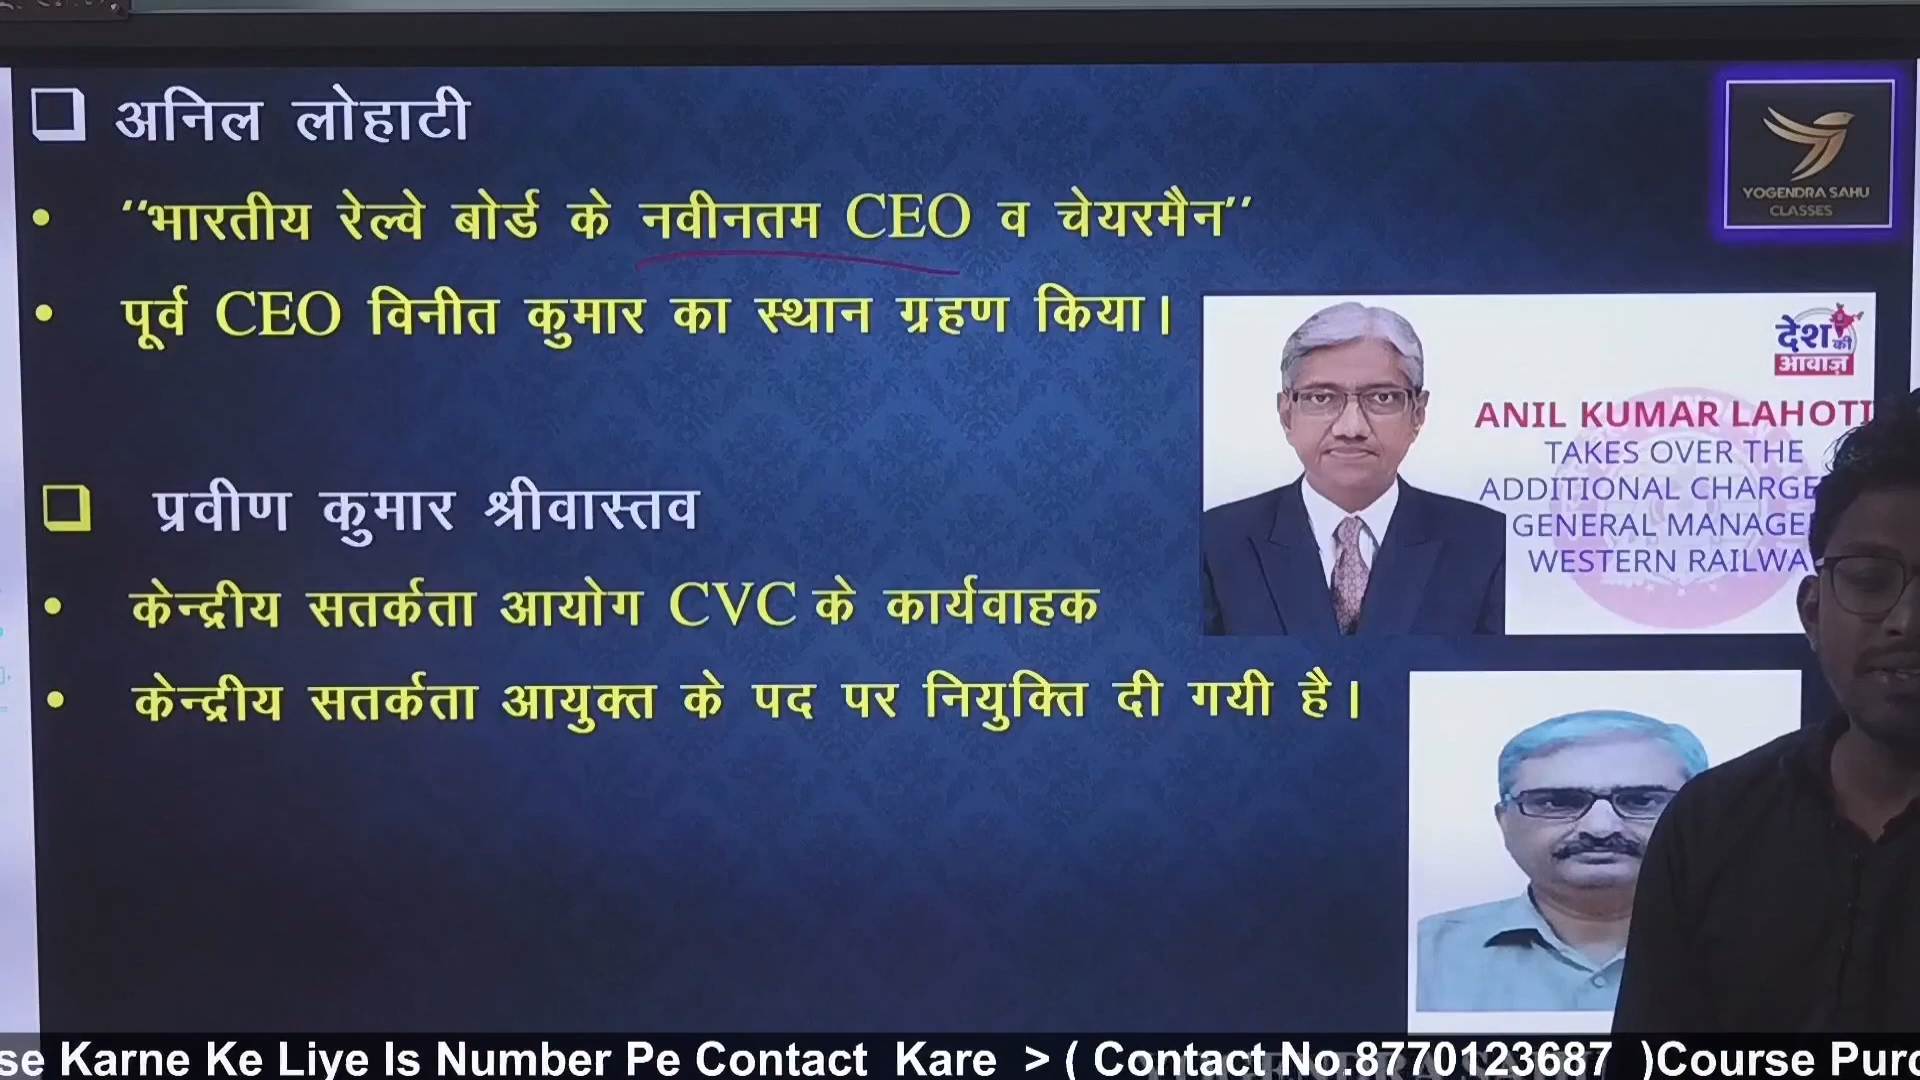 अनिल लोहाटी
YOGENDRA SAHU
CLASSES
• ‘‘भारतीय रेल्वे बोर्ड के नवीनतम CEO व चेयरमैन’’
• पूर्व CEO विनीत कुमार का स्थान ग्रहण किया।
देश की
आवाज़
ANIL KUMAR LAHOTI
TAKES OVER THE
ADDITIONAL CHARGE
GENERAL MANAGE
WESTERN RAILWA
प्रवीण कुमार श्रीवास्तव
• केन्द्रीय सतर्कता आयोग CVC के कार्यवाहक
• केन्द्रीय सतर्कता आयुक्त के पद पर नियुक्ति दी गयी है।
se Karne Ke Liye Is Number Pe Contact Kare > ( Contact No.8770123687 )Course Purc